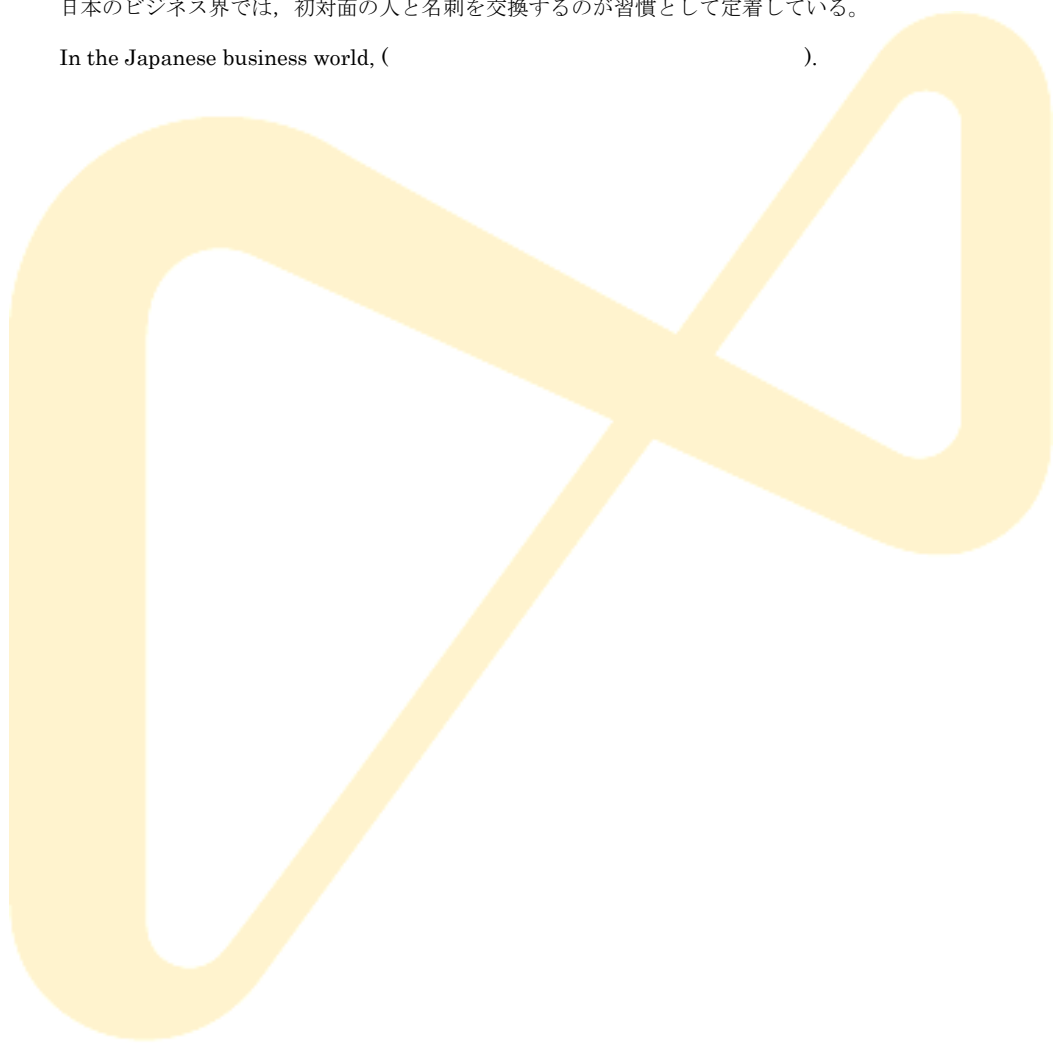 日本のビジネス界では，初対面の人と名刺を交換するのが習慣として定着している。
In the Japanese business world, ( ).